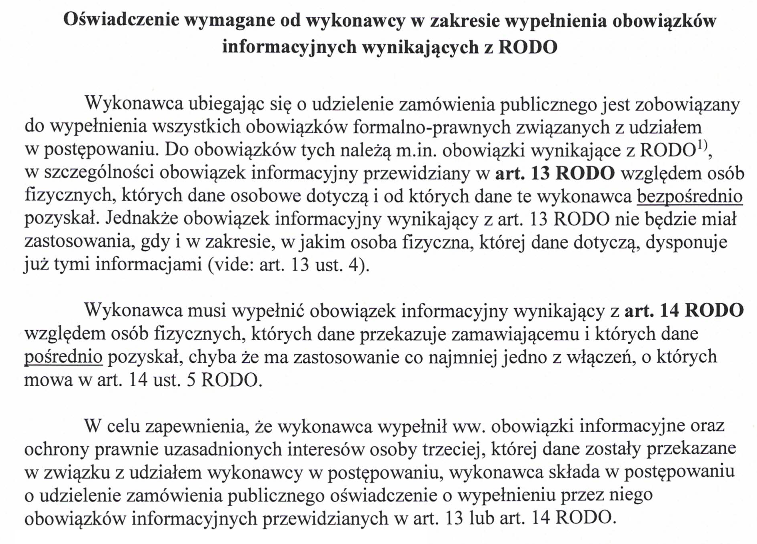 Oświadczenie wymagane od wykonawcy w zakresie wypełnienia obowiązków
informacyjnych wynikających z RODO
Wykonawca ubiegając się o udzielenie zamówienia publicznego jest zobowiązany
do wypełnienia wszystkich obowiązków formalno-prawnych związanych z udziałem
w postępowaniu. Do obowiązków tych należą m.in. obowiązki wynikające z RODO¹⁾,
w szczególności obowiązek informacyjny przewidziany w art. 13 RODO względem osób
fizycznych, których dane osobowe dotyczą i od których dane te wykonawca bezpośrednio
pozyskał. Jednakże obowiązek informacyjny wynikający z art. 13 RODO nie będzie miał
zastosowania, gdy i w zakresie, w jakim osoba fizyczna, której dane dotyczą, dysponuje
już tymi informacjami (vide: art. 13 ust. 4).
Wykonawca musi wypełnić obowiązek informacyjny wynikający z art. 14 RODO
względem osób fizycznych, których dane przekazuje zamawiającemu i których dane
pośrednio pozyskał, chyba że ma zastosowanie co najmniej jedno z włączeń, o których
mowa w art. 14 ust. 5 RODO.
W celu zapewnienia, że wykonawca wypełnił ww. obowiązki informacyjne oraz
ochrony prawnie uzasadnionych interesów osoby trzeciej, której dane zostały przekazane
w związku z udziałem wykonawcy w postępowaniu, wykonawca składa w postępowaniu
o udzielenie zamówienia publicznego oświadczenie o wypełnieniu przez niego
obowiązków informacyjnych przewidzianych w art. 13 lub art. 14 RODO.